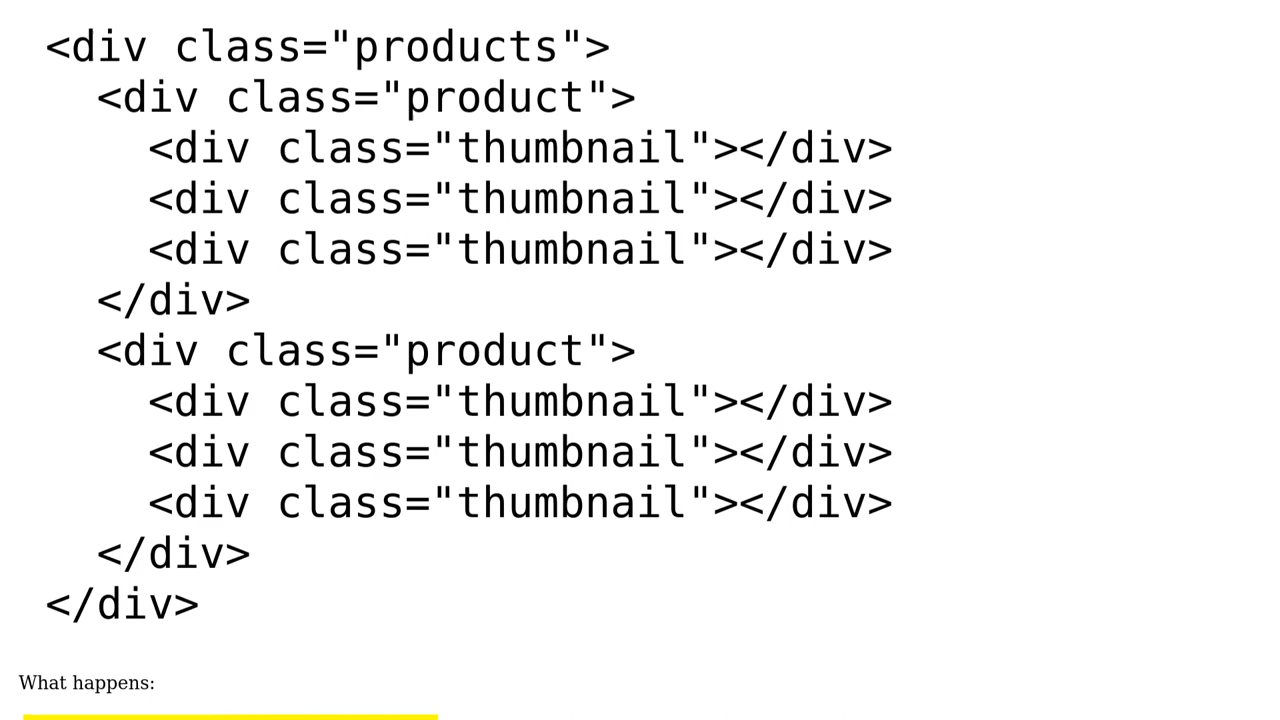 <div class="products">
  <div class="product">
    <div class="thumbnail"></div>
    <div class="thumbnail"></div>
    <div class="thumbnail"></div>
  </div>
  <div class="product">
    <div class="thumbnail"></div>
    <div class="thumbnail"></div>
    <div class="thumbnail"></div>
  </div>
</div>
What happens: